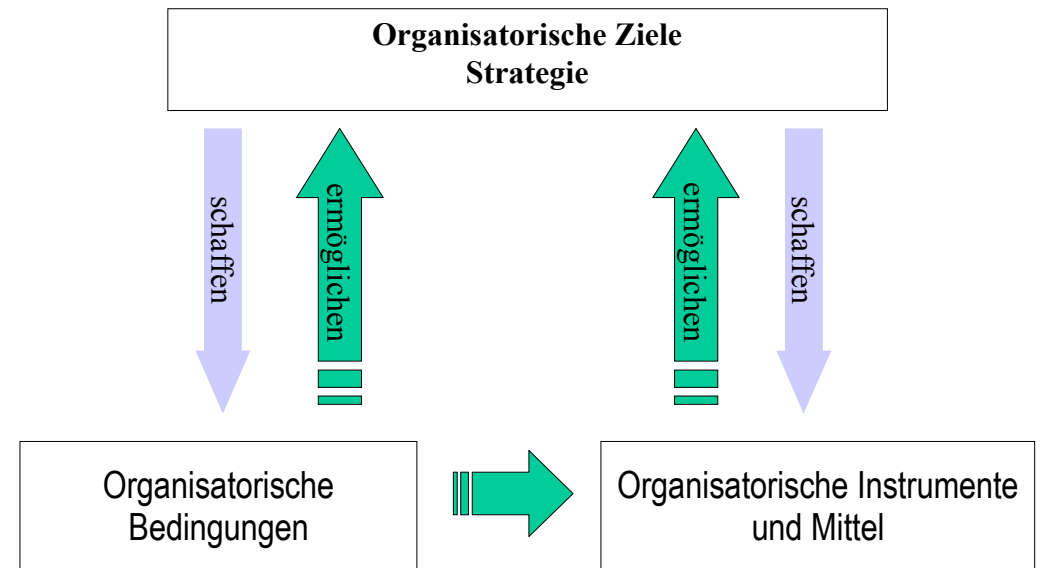 Organisatorische Ziele
Strategie
schaffen
ermöglichen
ermöglichen
schaffen
Organisatorische
Bedingungen
Organisatorische Instrumente
und Mittel